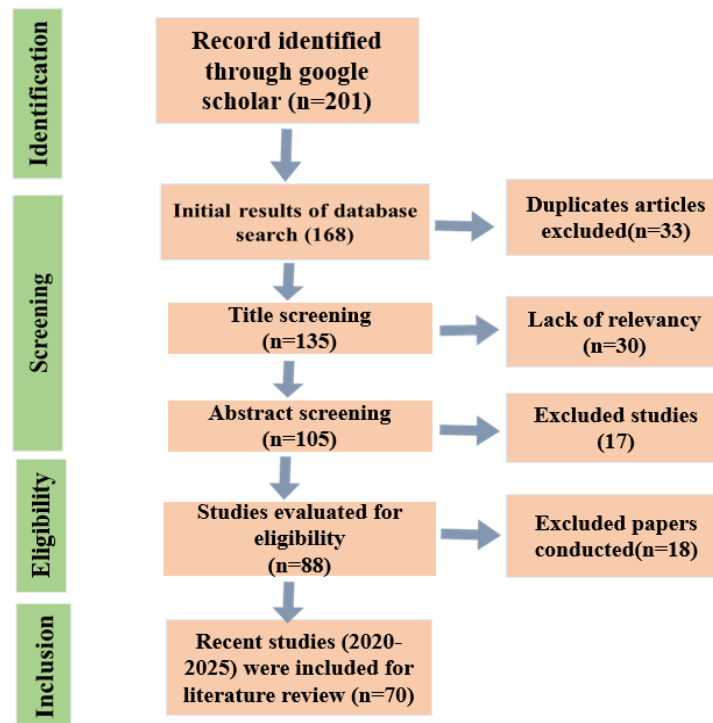 Identification
Record identified
through google
scholar (n=201)
Screening
Initial results of database
search (168)
Duplicates articles
excluded(n=33)
Title screening
(n=135)
Lack of relevancy
(n=30)
Abstract screening
(n=105)
Excluded studies
(17)
Eligibility
Studies evaluated for
eligibility
(n=88)
Excluded papers
conducted(n=18)
Inclusion
Recent studies (2020-
2025) were included for
literature review (n=70)